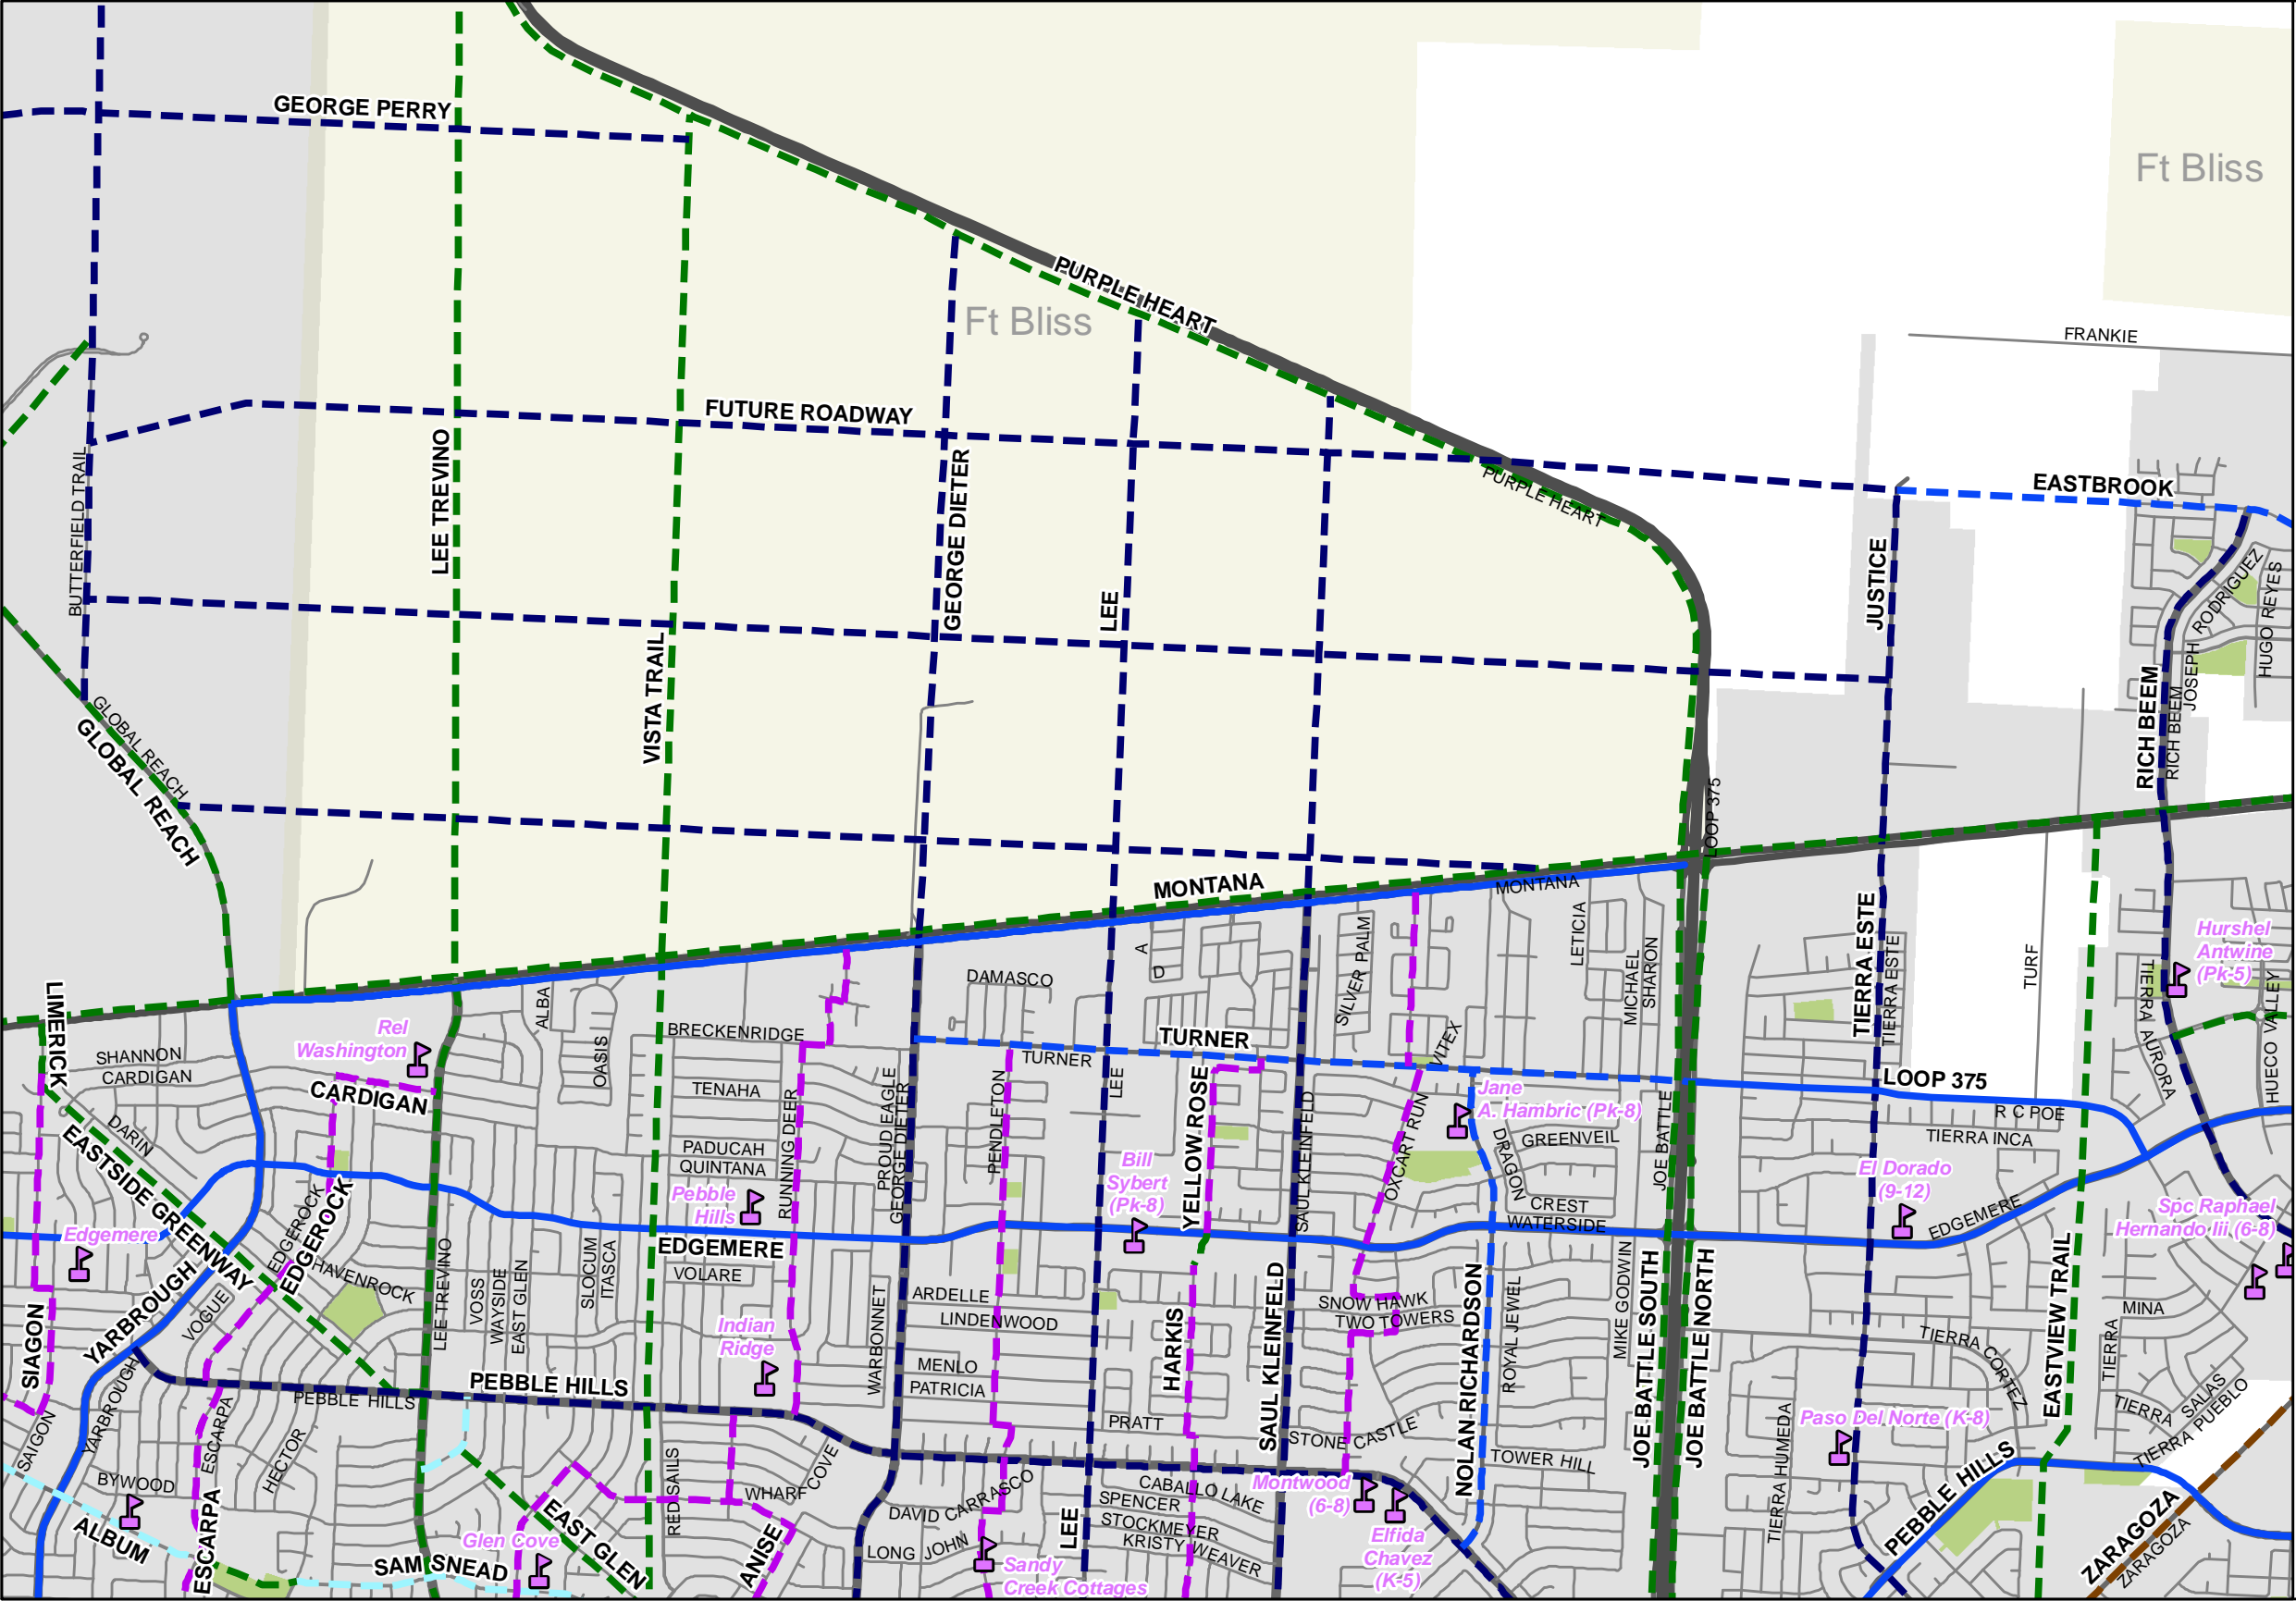 GEORGE PERRY
Ft Bliss
PURPLE HEART
Ft Bliss
FRANKIE
FUTURE ROADWAY
LEE TREVINO
BUTTERFIELD TRAIL
GEORGE DIETER
PURPLE HEART
EASTBROOK
JUSTICE
LEE
RODRIGUEZ
HUGO REYES
JOSEPH
VISTA TRAIL
RICH BEEM
RICH BEEM
GLOBAL REACH
GLOBAL REACH
LOOP 375
MONTANA
MONTANA
LETICIA
SILVER PALM
A
D
MICHAEL
SHARON
TIERRA ESTE
TIERRA ESTE
TURF
Hurshel
Antwine
(Pk-5)
TIERRA AURORA
HUECO VALLEY
LIMERICK
DAMASCO
ALBA
OASIS
Rel
Washington
BRECKENRIDGE
TURNER
TURNER
VITEX
SHANNON
CARDIGAN
CARDIGAN
TENAHA
LEE
LOOP 375
R C POE
Jane
A. Hambric (Pk-8)
GREENVEIL
TIERRA INCA
DARIN
EASTSIDE GREENWAY
PADUCAH
QUINTANA
RUNNING DEER
PROUD EAGLE
GEORGE DIETER
PENDLETON
YELLOW ROSE
SAUL KLEINFELD
OXCART RUN
DRAGON
JOE BATTLE
Bill
Sybert
(Pk-8)
El Dorado
(9-12)
Pebble
Hills
EDGEROCK
EDGEROCK
CREST
WATERSIDE
EDGEMERE
Spc Raphael
Hernando Iii (6-8)
Edgemere
EDGEMERE
HAVENROCK
VOLARE
SLOCUM
ITASCA
LEE TREVINO
VOSS
WAYSIDE
EAST GLEN
YARBROUGH
VOGUE
SIAGON
WARBONNET
ARDELLE
LINDENWOOD
Indian
Ridge
MENLO
PATRICIA
HARKIS
SAUL KLEINFELD
SNOW HAWK
TWO TOWERS
NOLAN RICHARDSON
ROYAL JEWEL
MIKE GODWIN
JOE BATTLE SOUTH
JOE BATTLE NORTH
TIERRA CORTEZ
EASTVIEW TRAIL
MINA
TIERRA
TIERRA
SALAS
TIERRA PUEBLO
PEBBLE HILLS
PEBBLE HILLS
YARBROUGH
SAIGON
ESCARPA
HECTOR
PRATT
STONE CASTLE
TOWER HILL
Paso Del Norte (K-8)
TIERRA HUMEDA
PEBBLE HILLS
BYWOOD
ALBUM
ESCARPA
RED SAILS
WHARF
COVE
DAVID CARRASCO
CABALLO LAKE
SPENCER
STOCKMEYER
KRISTY WEAVER
Montwood
(6-8)
Elfida
Chavez
(K-5)
Glen Cove
SAM SNEAD
EAST GLEN
ANISE
LONG JOHN
Sandy
Creek Cottages
LEE
ZARAGOZA
ZARAGOZA